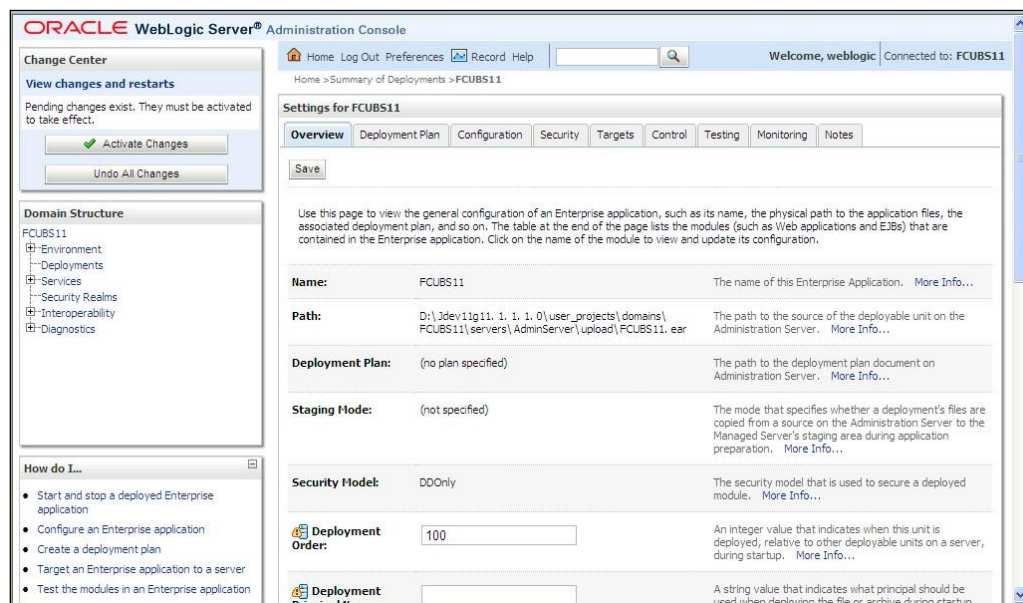 ORACLE WebLogic Server® Administration Console
Change Center
View changes and restarts
Pending changes exist. They must be activated
to take effect.
Activate Changes
Undo All Changes
Domain Structure
FCUBS11
Environment
Deployments
Services
Security Realms
Interoperability
Diagnostics
How do I...
Start and stop a deployed Enterprise
application
Configure an Enterprise application
Create a deployment plan
Target an Enterprise application to a server
Test the modules in an Enterprise application
Home Log Out Preferences Record Help
Welcome, weblogic Connected to: FCUBS11
Home >Summary of Deployments >FCUBS11
Settings for FCUBS11
Overview Deployment Plan Configuration Security Targets Control Testing Monitoring Notes
Save
Use this page to view the general configuration of an Enterprise application, such as its name, the physical path to the application files, the
associated deployment plan, and so on. The table at the end of the page lists the modules (such as Web applications and EJBs) that are
contained in the Enterprise application. Click on the name of the module to view and update its configuration.
Name: FCUBS11 The name of this Enterprise Application. More Info...
Path: D:\Jdev11g11. 1. 1. 1. 0\user_projects\domains\ The path to the source of the deployable unit on the
FCUBS11\servers\AdminServer\upload\FCUBS11. ear Administration Server. More Info...
Deployment Plan: (no plan specified) The path to the deployment plan document on
Administration Server. More Info...
Staging Mode: (not specified) The mode that specifies whether a deployment's files are
copied from a source on the Administration Server to the
Managed Server's staging area during application
preparation. More Info...
Security Model: DDOnly The security model that is used to secure a deployed
module. More Info...
Deployment 100 An integer value that indicates when this unit is
Order: deployed, relative to other deployable units on a server,
during startup. More Info...
Deployment A string value that indicates what principal should be
used when deploying the file or archive during startup